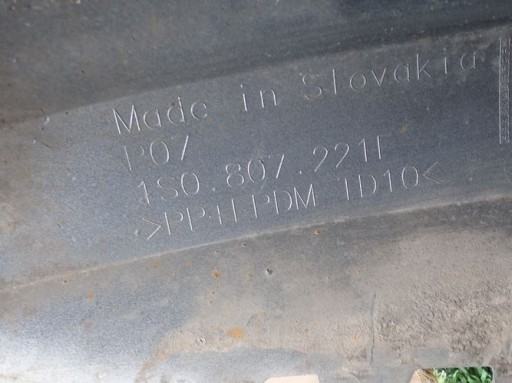 Made in Slovakia
P07
1S0.807.221F
>PP+EPDM TD10<